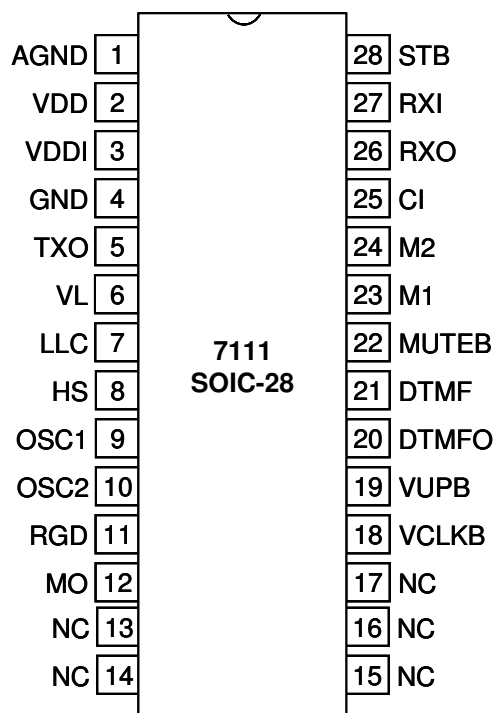 AGND 1 28 STB
VDD 2 27 RXI
VDDI 3 26 RXO
GND 4 25 CI
TXO 5 24 M2
VL 6 23 M1
LLC 7 22 MUTEB
7111
SOIC-28
HS 8 21 DTMF
OSC1 9 20 DTMFO
OSC2 10 19 VUPB
RGD 11 18 VCLKB
MO 12 17 NC
NC 13 16 NC
NC 14 15 NC